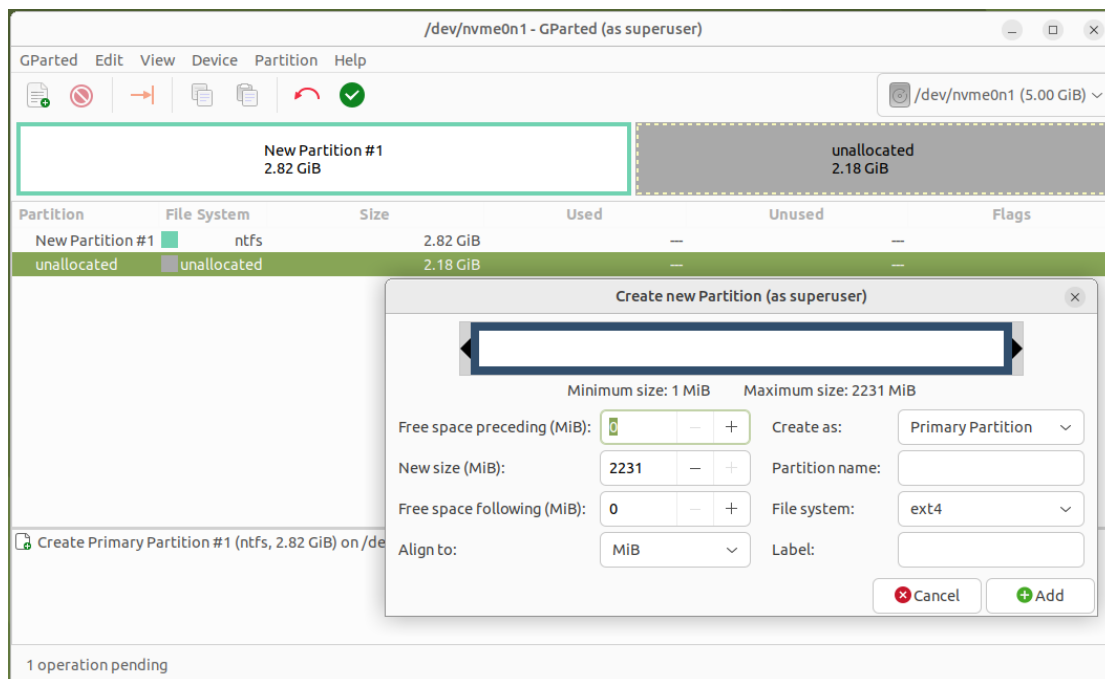 /dev/nvme0n1 - GParted (as superuser)
GParted Edit View Device Partition Help
/dev/nvme0n1 (5.00 GiB)
New Partition #1
2.82 GiB
unallocated
2.18 GiB
Partition File System Size Used Unused Flags
New Partition #1 ntfs 2.82 GiB --- ---
unallocated unallocated 2.18 GiB --- ---
Create new Partition (as superuser)
Minimum size: 1 MiB Maximum size: 2231 MiB
Free space preceding (MiB): 0 Create as: Primary Partition
New size (MiB): 2231 Partition name:
Free space following (MiB): 0 File system: ext4
Align to: MiB Label:
Cancel Add
Create Primary Partition #1 (ntfs, 2.82 GiB) on /de
1 operation pending